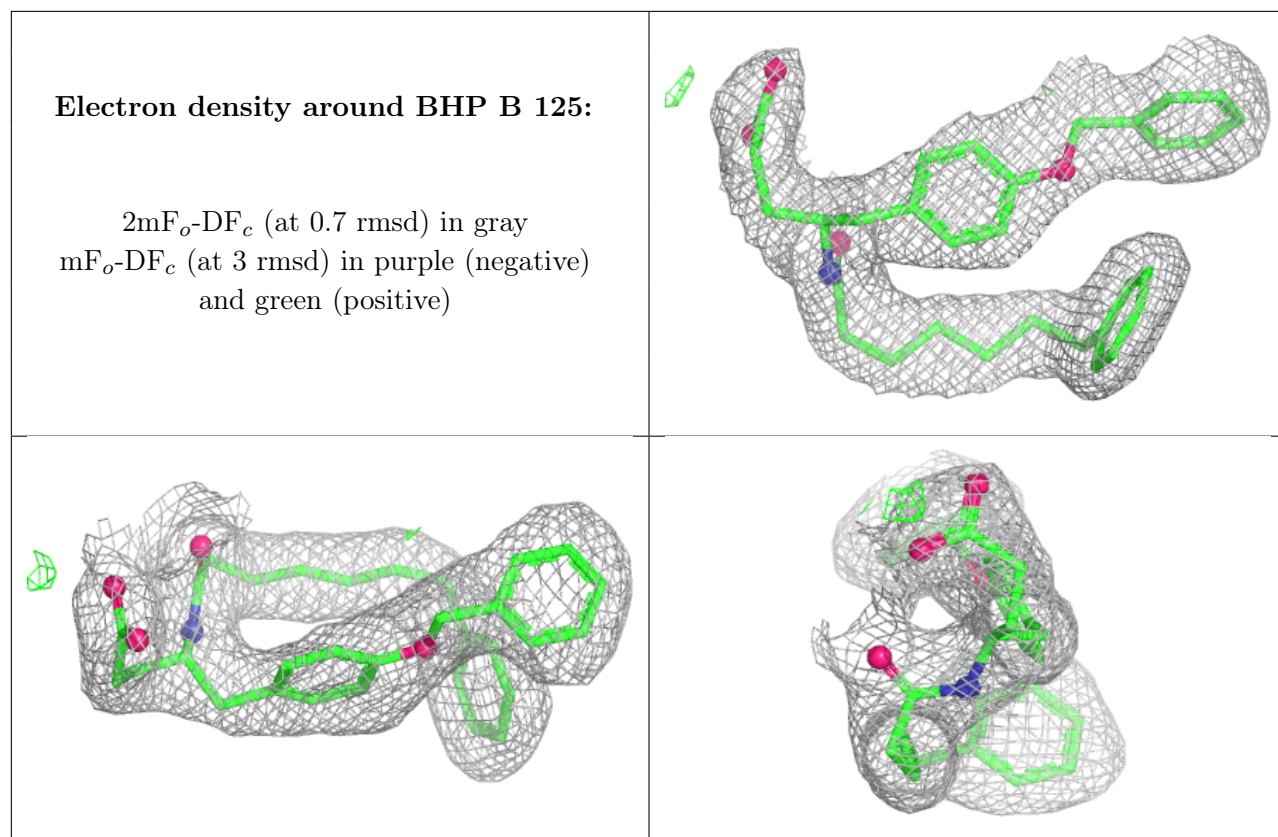 Electron density around BHP B 125:
2mFo-DFc (at 0.7 rmsd) in gray
mFo-DFc (at 3 rmsd) in purple (negative)
and green (positive)